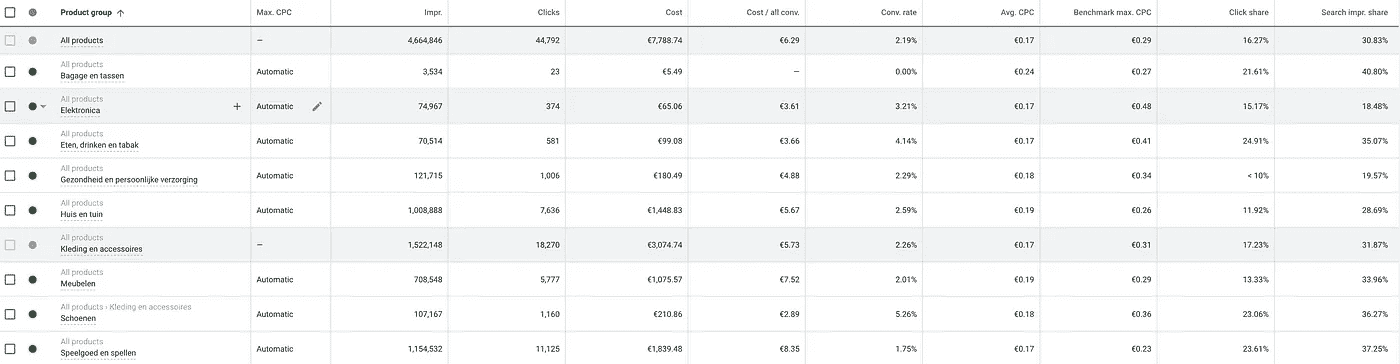 Product group ↑ Max. CPC Impr. Clicks Cost Cost / all conv. Conv. rate Avg. CPC Benchmark max. CPC Click share Search impr. share
All products – 4,664,846 44,792 €7,788.74 €6.29 2.19% €0.17 €0.29 16.27% 30.83%
All products
Bagage en tassen Automatic 3,534 23 €5.49 – 0.00% €0.24 €0.27 21.61% 40.80%
All products
Elektronica + Automatic 74,967 374 €65.06 €3.61 3.21% €0.17 €0.48 15.17% 18.48%
All products
Eten, drinken en tabak Automatic 70,514 581 €99.08 €3.66 4.14% €0.17 €0.41 24.91% 35.07%
All products
Gezondheid en persoonlijke verzorging Automatic 121,715 1,006 €180.49 €4.88 2.29% €0.18 €0.34 < 10% 19.57%
All products
Huis en tuin Automatic 1,008,888 7,636 €1,448.83 €5.67 2.59% €0.19 €0.26 11.92% 28.69%
All products
Kleding en accessoires – 1,522,148 18,270 €3,074.74 €5.73 2.26% €0.17 €0.31 17.23% 31.87%
All products
Meubelen Automatic 708,548 5,777 €1,075.57 €7.52 2.01% €0.19 €0.29 13.33% 33.96%
All products › Kleding en accessoires
Schoenen Automatic 107,167 1,160 €210.86 €2.89 5.26% €0.18 €0.36 23.06% 36.27%
All products
Speelgoed en spellen Automatic 1,154,532 11,125 €1,839.48 €8.35 1.75% €0.17 €0.23 23.61% 37.25%